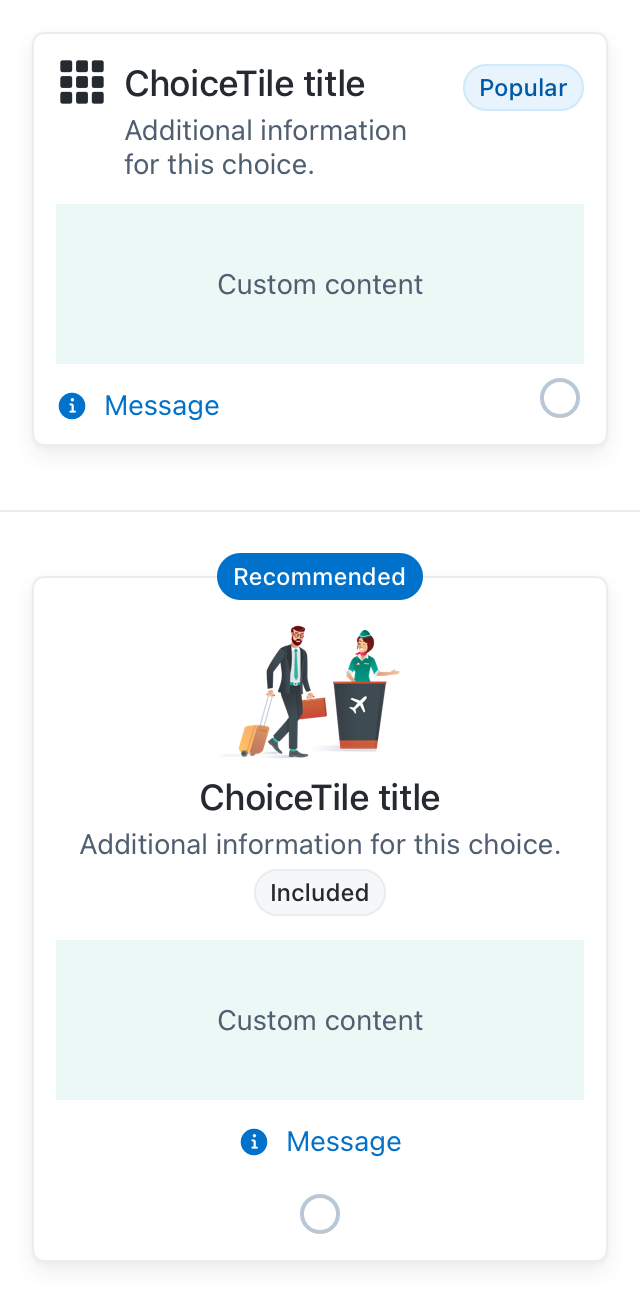 ChoiceTile title
Popular
Additional information
for this choice.
Custom content
Message
Recommended
ChoiceTile title
Additional information for this choice.
Included
Custom content
Message